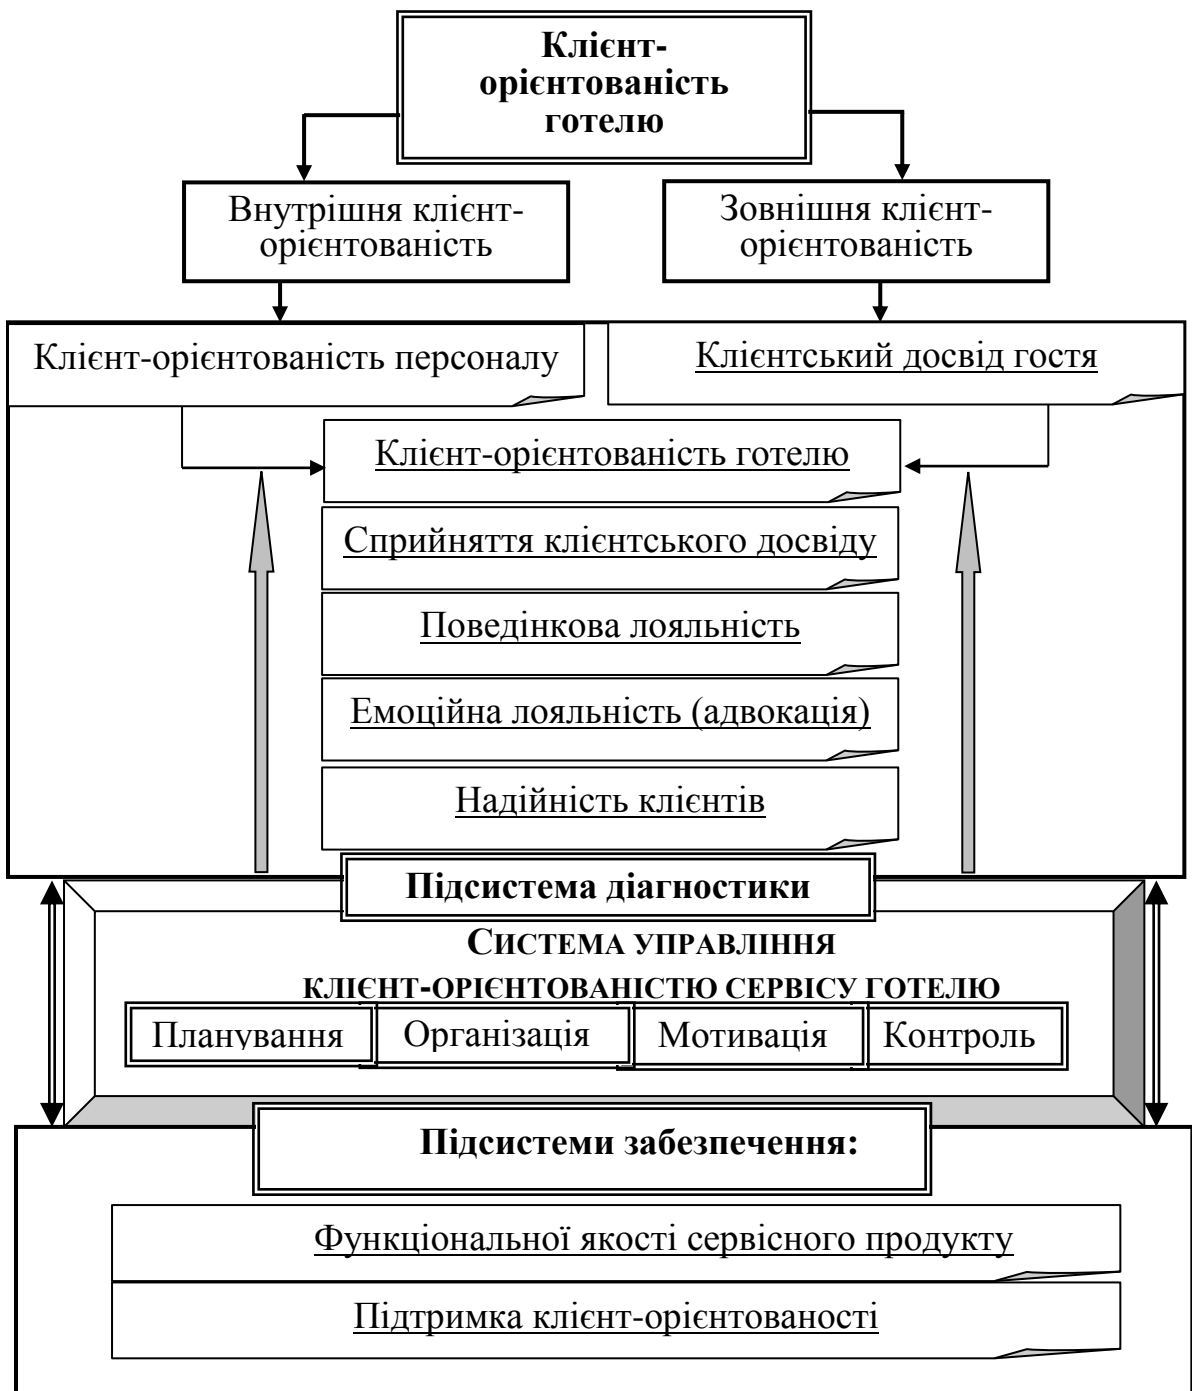 Клієнт-
орієнтованість
готелю
Внутрішня клієнт-
орієнтованість
Зовнішня клієнт-
орієнтованість
Клієнт-орієнтованість персоналу
Клієнтський досвід гостя
Клієнт-орієнтованість готелю
Сприйняття клієнтського досвіду
Поведінкова лояльність
Емоційна лояльність (адвокація)
Надійність клієнтів
Підсистема діагностики
СИСТЕМА УПРАВЛІННЯ
КЛІЄНТ-ОРІЄНТОВАНІСТЮ СЕРВІСУ ГОТЕЛЮ
Планування
Організація
Мотивація
Контроль
Підсистеми забезпечення:
Функціональної якості сервісного продукту
Підтримка клієнт-орієнтованості